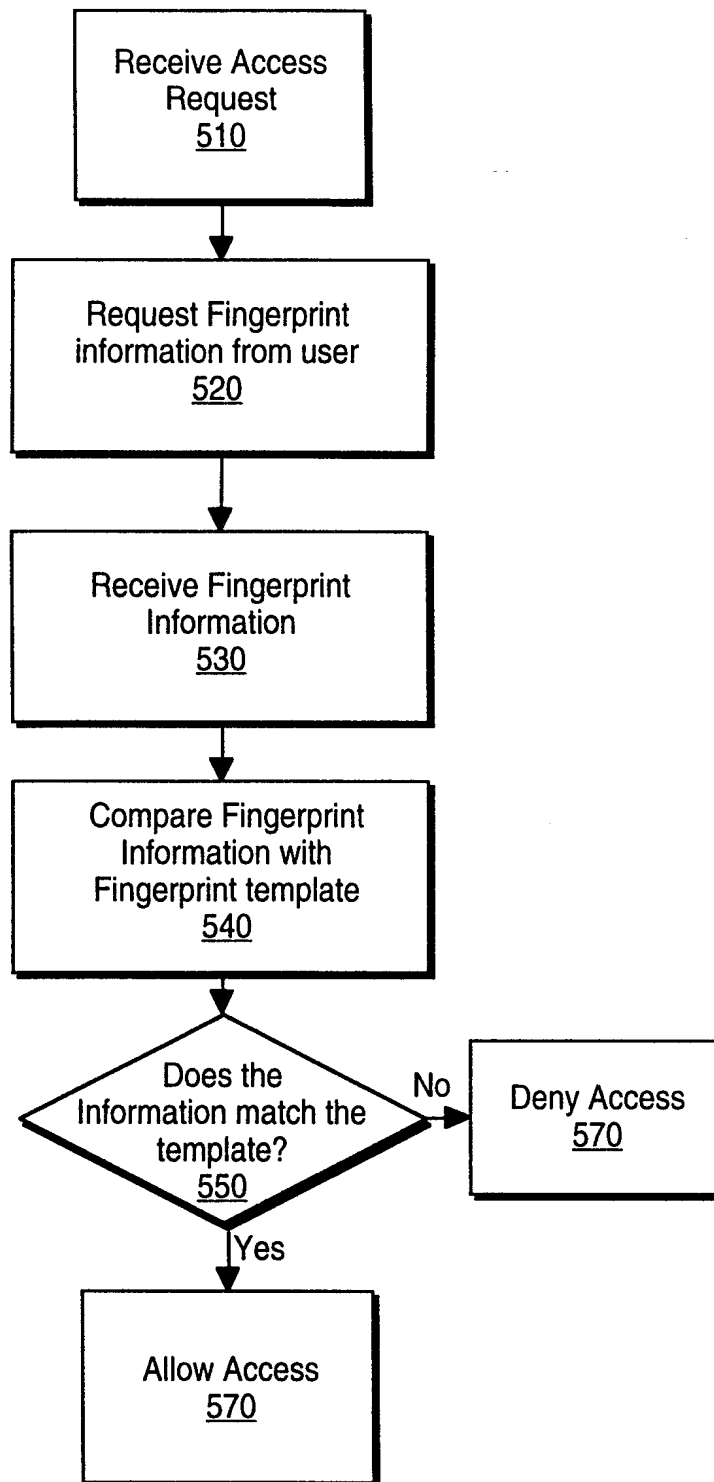 Receive Access
Request
510
Request Fingerprint
information from user
520
Receive Fingerprint
Information
530
Compare Fingerprint
Information with
Fingerprint template
540
Does the
Information match the
template?
550
No
Deny Access
570
Yes
Allow Access
570